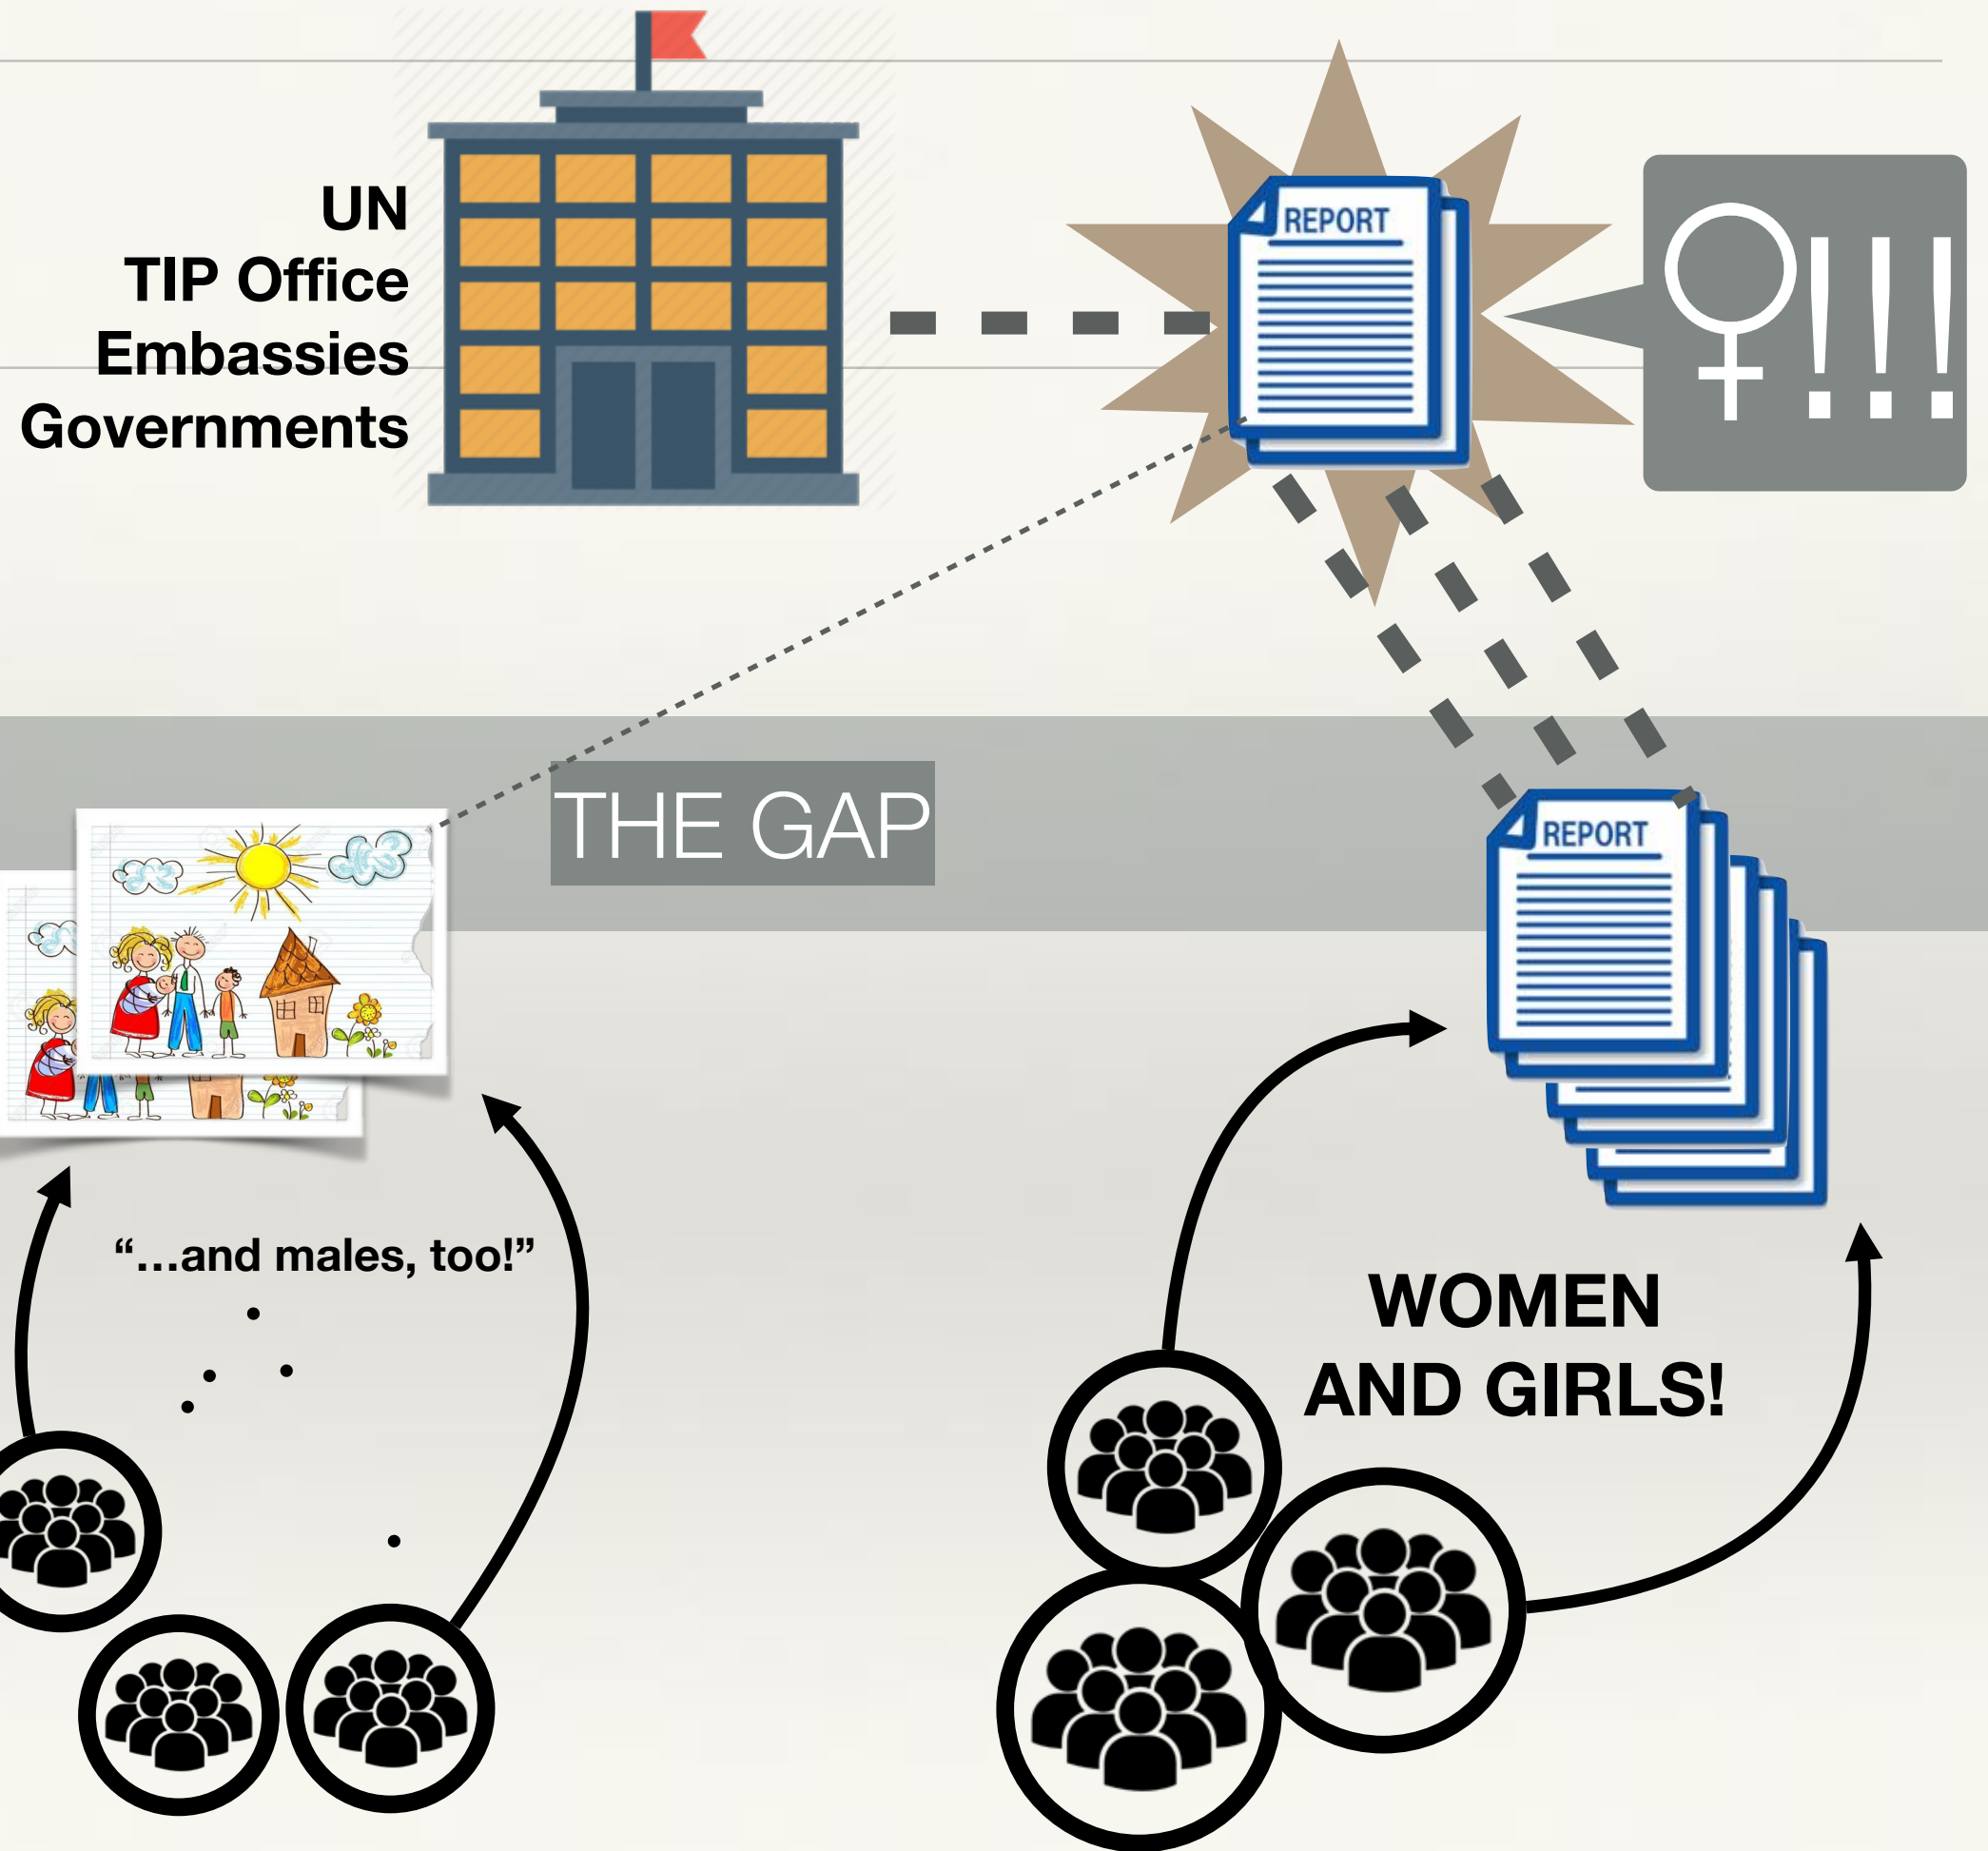 UN
TIP Office
Embassies
Governments
REPORT
♀!!!
THE GAP
REPORT
“...and males, too!”
WOMEN
AND GIRLS!